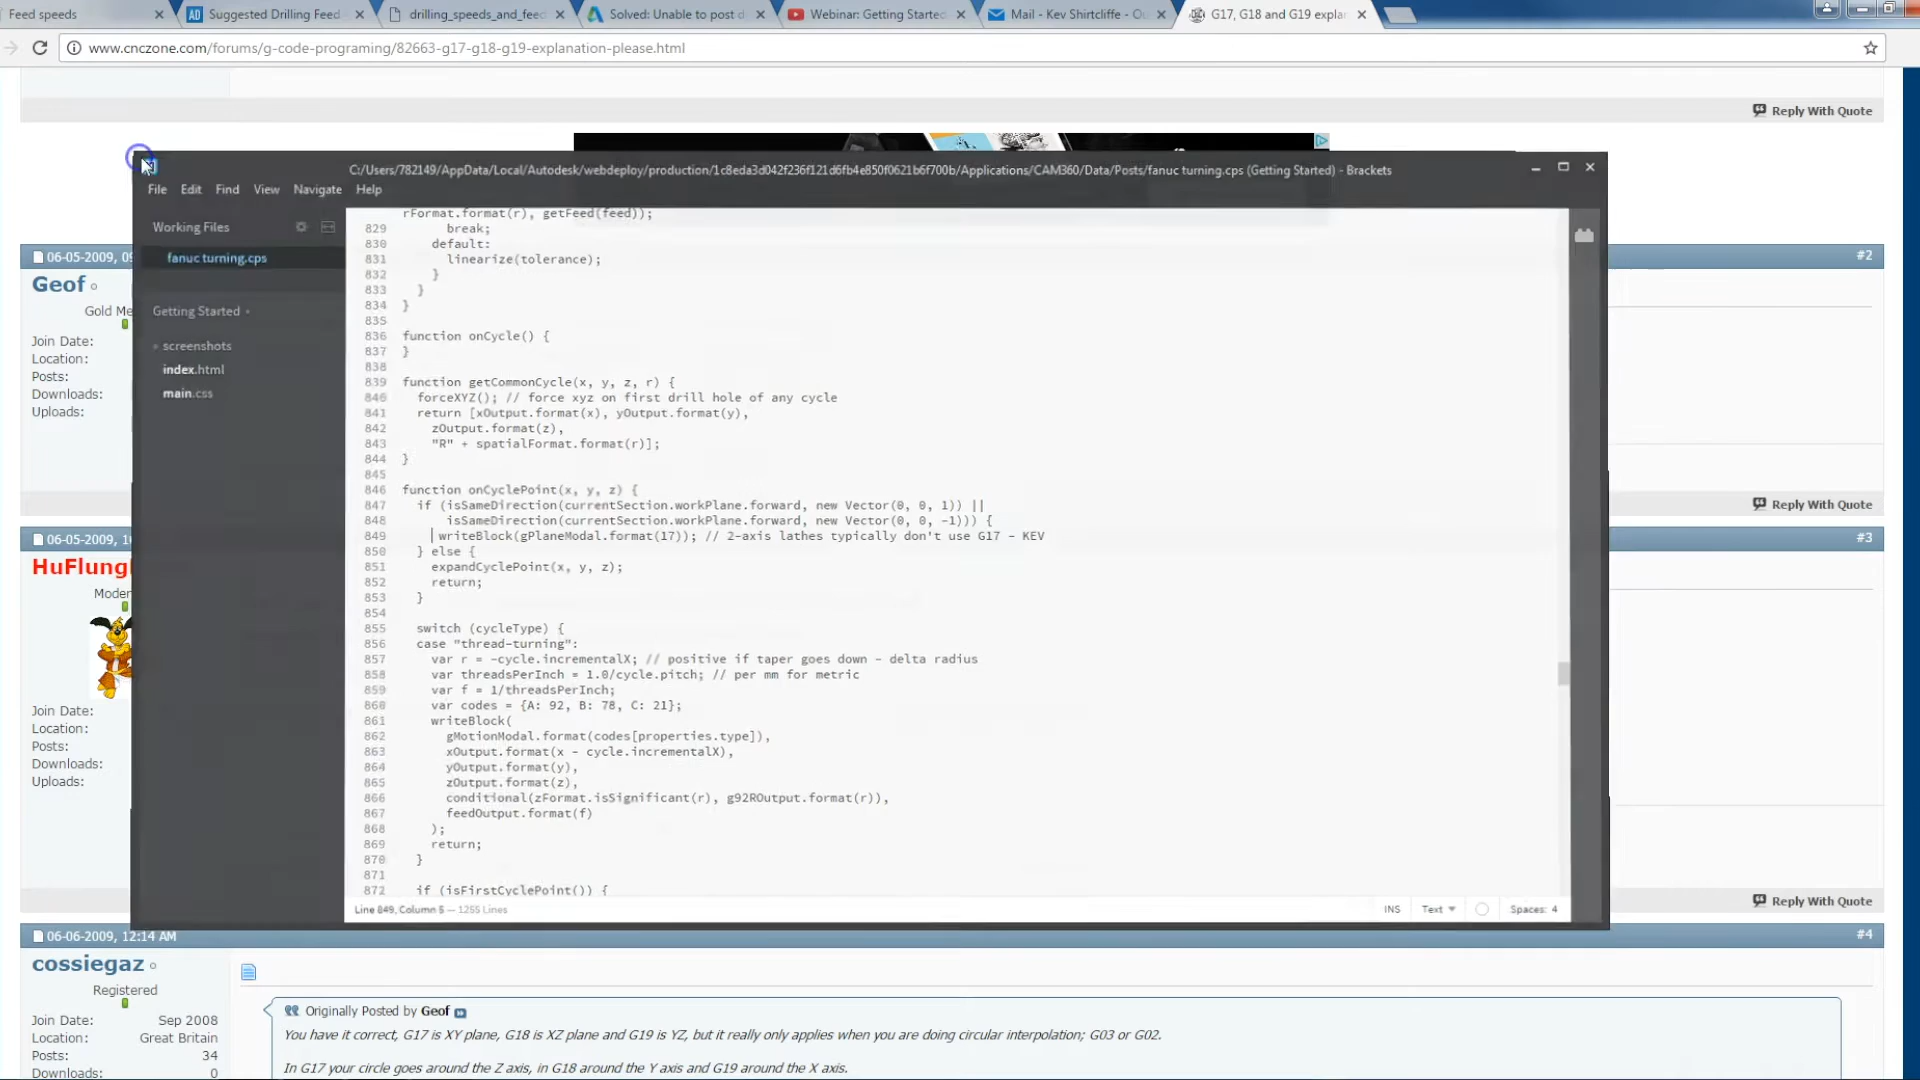 Feed speeds
Suggested Drilling Feed
drilling_speeds_and_feed
Solved: Unable to post d
Webinar: Getting Started
Mail - Kev Shirtcliffe - Ou
G17, G18 and G19 expla
www.cnczone.com/forums/g-code-programing/82663-g17-g18-g19-explanation-please.html
Reply With Quote
C:/Users/782149/AppData/Local/Autodesk/webdeploy/production/1c8eda3d042f236f121d6fb4e850f0621b6f700b/Applications/CAM360/Data/Posts/fanuc turning.cps (Getting Started) - Brackets
File Edit Find View Navigate Help
Working Files
fanuc turning.cps
Getting Started
screenshots
index.html
main.css
rFormat.format(r), getFeed(feed));
829 break;
830 default:
831 linearize(tolerance);
832 }
833 }
834 }
835
836 function onCycle() {
837 }
838
839 function getCommonCycle(x, y, z, r) {
840 forceXYZ(); // force xyz on first drill hole of any cycle
841 return [xOutput.format(x), yOutput.format(y),
842 zOutput.format(z),
843 "R" + spatialFormat.format(r)];
844 }
845
846 function onCyclePoint(x, y, z) {
847 if (isSameDirection(currentSection.workPlane.forward, new Vector(0, 0, 1)) ||
848 isSameDirection(currentSection.workPlane.forward, new Vector(0, 0, -1))) {
849 writeBlock(gPlaneModal.format(17)); // 2-axis lathes typically don't use G17 - KEV
850 } else {
851 expandCyclePoint(x, y, z);
852 return;
853 }
854
855 switch (cycleType) {
856 case "thread-turning":
857 var r = -cycle.incrementalX; // positive if taper goes down - delta radius
858 var threadsPerInch = 1.0/cycle.pitch; // per mm for metric
859 var f = 1/threadsPerInch;
860 var codes = {A: 92, B: 78, C: 21};
861 writeBlock(
862 gMotionModal.format(codes[properties.type]),
863 xOutput.format(x - cycle.incrementalX),
864 yOutput.format(y),
865 zOutput.format(z),
866 conditional(zFormat.isSignificant(r), g92ROutput.format(r)),
867 feedOutput.format(f)
868 );
869 return;
870 }
871
872 if (isFirstCyclePoint()) {
Line 849, Column 5 — 1255 Lines
INS Text Spaces: 4
06-05-2009, 09
#2
Geof
Gold Me
Join Date:
Location:
Posts:
Downloads:
Uploads:
Reply With Quote
06-05-2009, 1
#3
HuFlung
Moder
Join Date:
Location:
Posts:
Downloads:
Uploads:
Reply With Quote
06-06-2009, 12:14 AM
#4
cossiegaz
Registered
Join Date: Sep 2008
Location: Great Britain
Posts: 34
Downloads: 0
Originally Posted by Geof
You have it correct, G17 is XY plane, G18 is XZ plane and G19 is YZ, but it really only applies when you are doing circular interpolation; G03 or G02.
In G17 your circle goes around the Z axis, in G18 around the Y axis and G19 around the X axis.